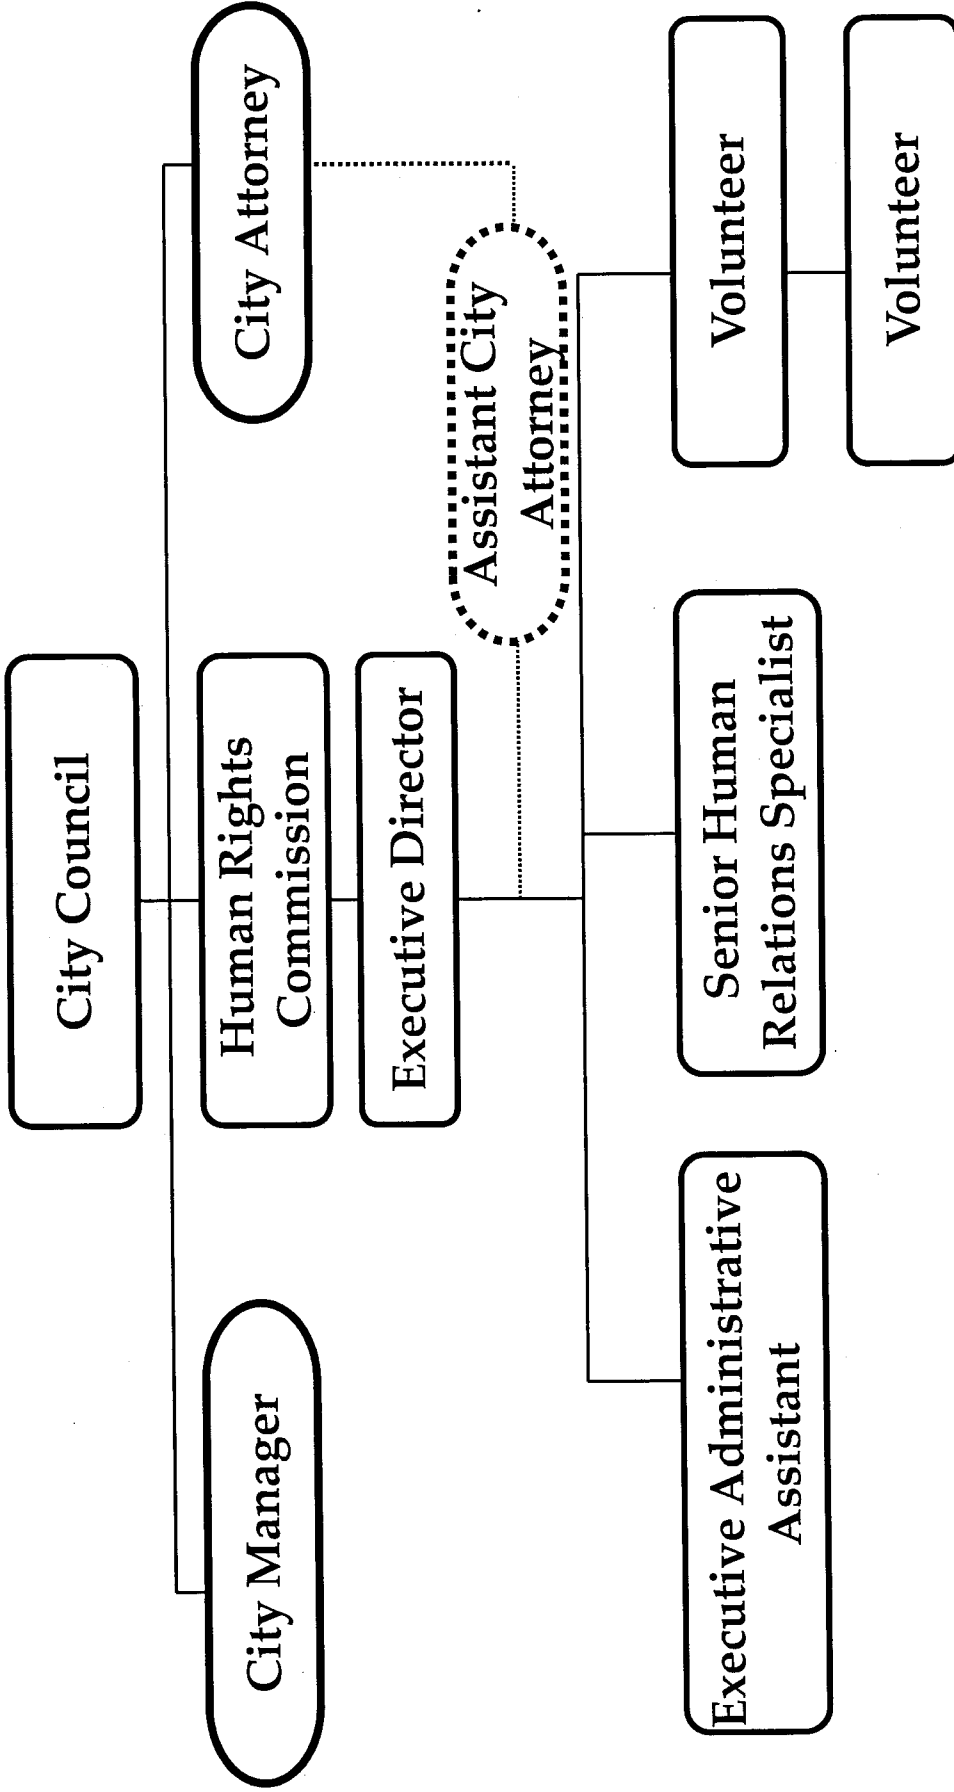 City Council
City Manager
Human Rights
Commission
City Attorney
Executive Director
Assistant City
Attorney
Executive Administrative
Assistant
Senior Human
Relations Specialist
Volunteer
Volunteer